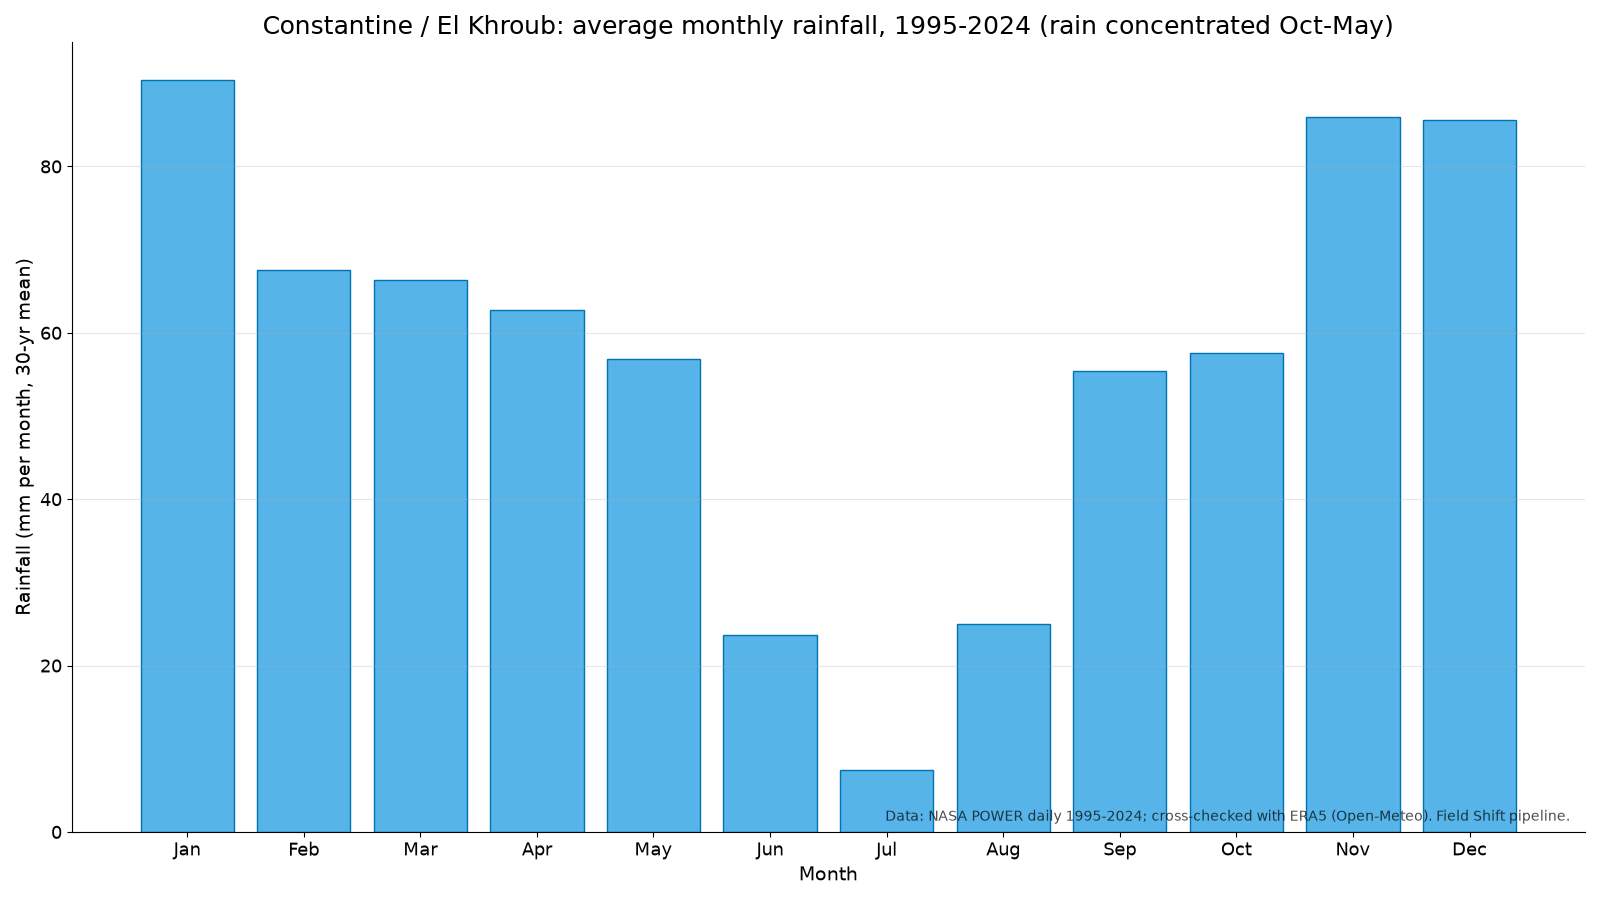 Constantine / El Khroub: average monthly rainfall, 1995-2024 (rain concentrated Oct-May)
Rainfall (mm per month, 30-yr mean)
80
60
40
20
0
Data: NASA POWER daily 1995-2024; cross-checked with ERA5 (Open-Meteo). Field Shift pipeline.
Jan Feb Mar Apr May Jun Jul Aug Sep Oct Nov Dec
Month